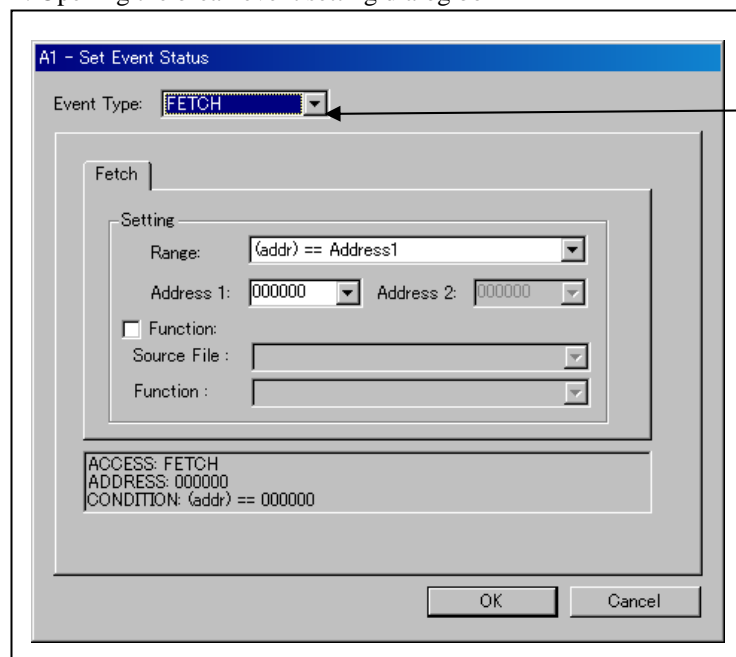 A1 - Set Event Status
Event Type: FETCH
Fetch
Setting
Range: (addr) == Address1
Address 1: 000000 Address 2: 000000
Function:
Source File :
Function :
ACCESS: FETCH
ADDRESS: 000000
CONDITION: (addr) == 000000
OK Cancel